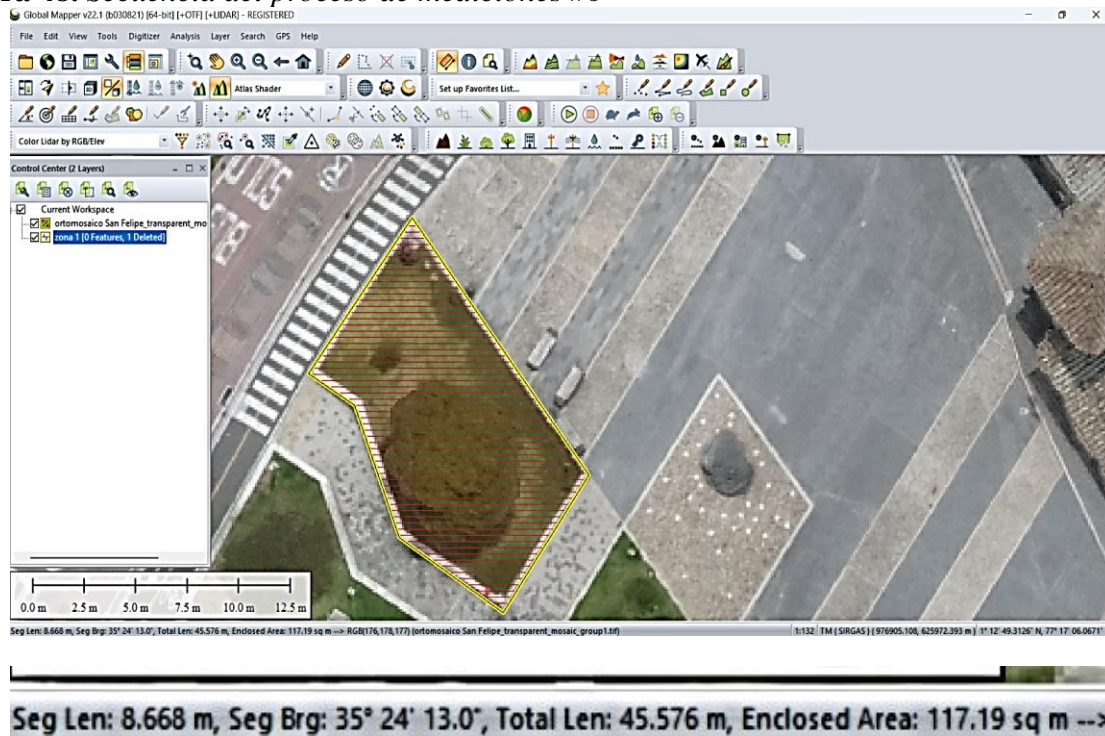 Secuencia del proceso de mediciones #8
Global Mapper v22.1 (b030821) [64-bit] [+OTF] [+LIDAR] - REGISTERED
File Edit View Tools Digitizer Analysis Layer Search GPS Help
Atlas Shader
Set up Favorites List...
Color Lidar by RGB/Elev
Control Center (2 Layers)
Current Workspace
ortomosaico San Felipe_transparent_mo
zona 1 [0 Features, 1 Deleted]
0.0 m 2.5 m 5.0 m 7.5 m 10.0 m 12.5 m
Seg Len: 8.668 m, Seg Brg: 35° 24' 13.0", Total Len: 45.576 m, Enclosed Area: 117.19 sq m --> RGB(176,178,177) (ortomosaico San Felipe_transparent_mosaic_group1.tif) 1:132 TM ( SIRGAS ) ( 976905.108, 625972.393 m ) 1° 12' 49.3126" N, 77° 17' 06.0671"
Seg Len: 8.668 m, Seg Brg: 35° 24' 13.0", Total Len: 45.576 m, Enclosed Area: 117.19 sq m -->